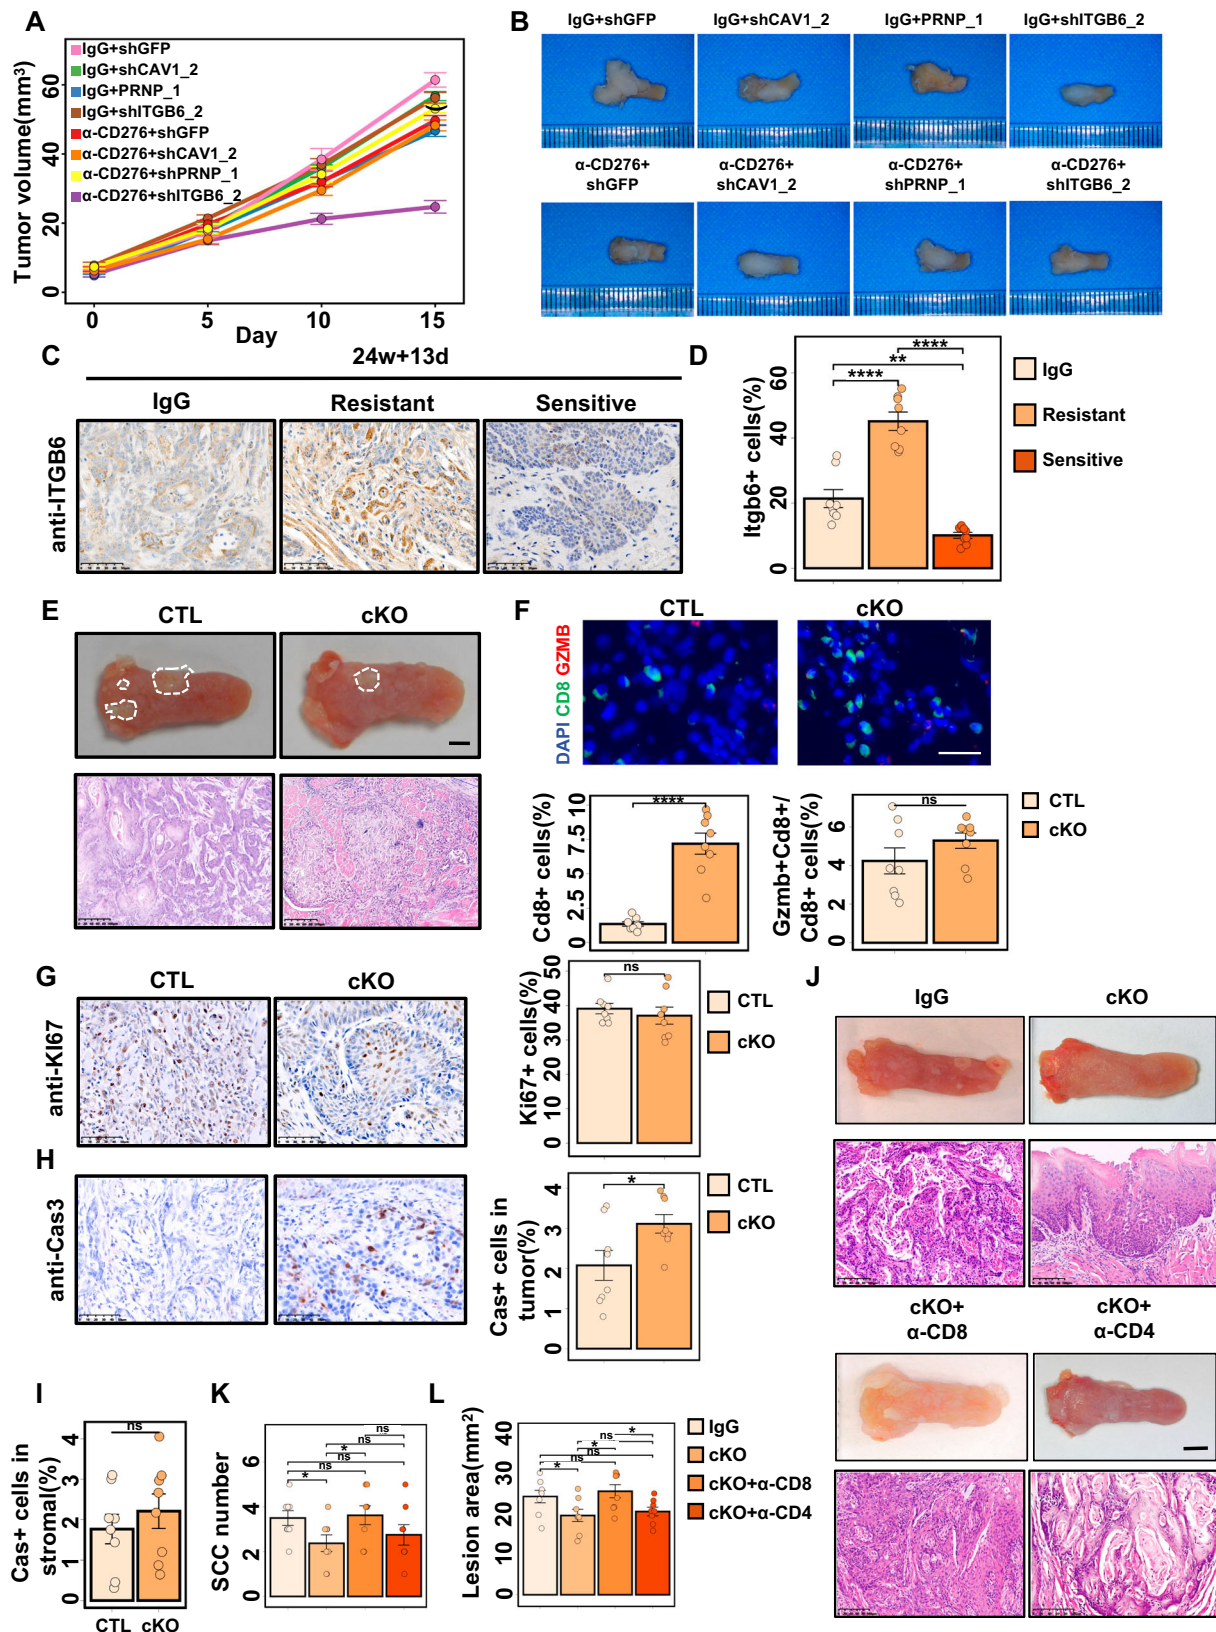 A
Tumor volume(mm³)
60
40
20
0
0
5
10
15
Day
IgG+shGFP
IgG+shCAV1_2
IgG+PRNP_1
IgG+shITGB6_2
α-CD276+shGFP
α-CD276+shCAV1_2
α-CD276+shPRNP_1
α-CD276+shITGB6_2
B
IgG+shGFP
IgG+shCAV1_2
IgG+PRNP_1
IgG+shITGB6_2
α-CD276+
shGFP
α-CD276+
shCAV1_2
α-CD276+
shPRNP_1
α-CD276+
shITGB6_2
C
24w+13d
IgG
Resistant
Sensitive
anti-ITGB6
D
Itgb6+ cells(%)
60
40
20
0
****
**
****
IgG
Resistant
Sensitive
E
CTL
cKO
F
CTL
cKO
DAPI CD8 GZMB
Cd8+ cells(%)
10
7.5
5
2.5
0
****
Gzmb+Cd8+/
Cd8+ cells(%)
6
4
2
0
ns
CTL
cKO
G
CTL
cKO
anti-KI67
Ki67+ cells(%)
50
40
30
20
10
0
ns
CTL
cKO
H
anti-Cas3
Cas+ cells in
tumor(%)
4
3
2
1
0
*
CTL
cKO
I
Cas+ cells in
stromal(%)
4
3
2
1
0
ns
CTL
cKO
J
IgG
cKO
cKO+
α-CD8
cKO+
α-CD4
K
SCC number
6
4
2
0
ns
ns
*
ns
ns
*
L
Lesion area(mm²)
40
30
20
10
0
*
ns
*
ns
ns
*
IgG
cKO
cKO+α-CD8
cKO+α-CD4